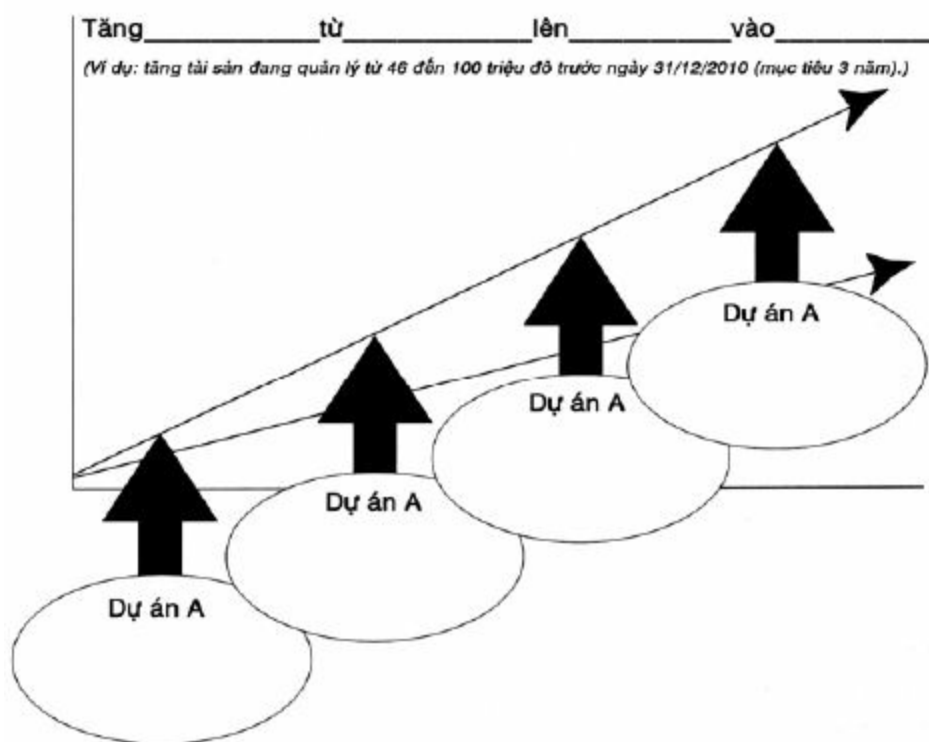 Tăng____________từ_____________lên___________vào___________
(Ví dụ: tăng tài sản đang quản lý từ 46 đến 100 triệu đô trước ngày 31/12/2010 (mục tiêu 3 năm).)
Dự án A
Dự án A
Dự án A
Dự án A